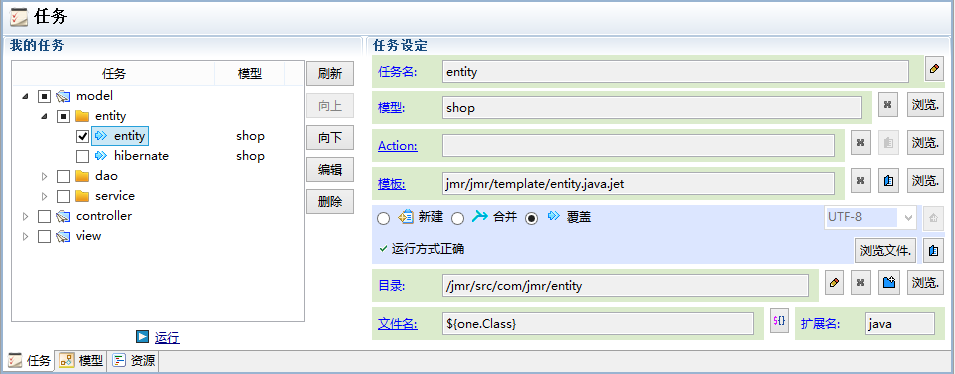 任务
我的任务
任务设定
任务 模型
刷新
向上
向下
编辑
删除
model
entity
entity shop
hibernate shop
dao
service
controller
view
运行
任务名: entity
模型: shop 浏览.
Action: 浏览.
模板: jmr/jmr/template/entity.java.jet 浏览.
新建 合并 覆盖 UTF-8
运行方式正确 浏览文件.
目录: /jmr/src/com/jmr/entity 浏览.
文件名: ${one.Class} ${} 扩展名: java
任务 模型 资源